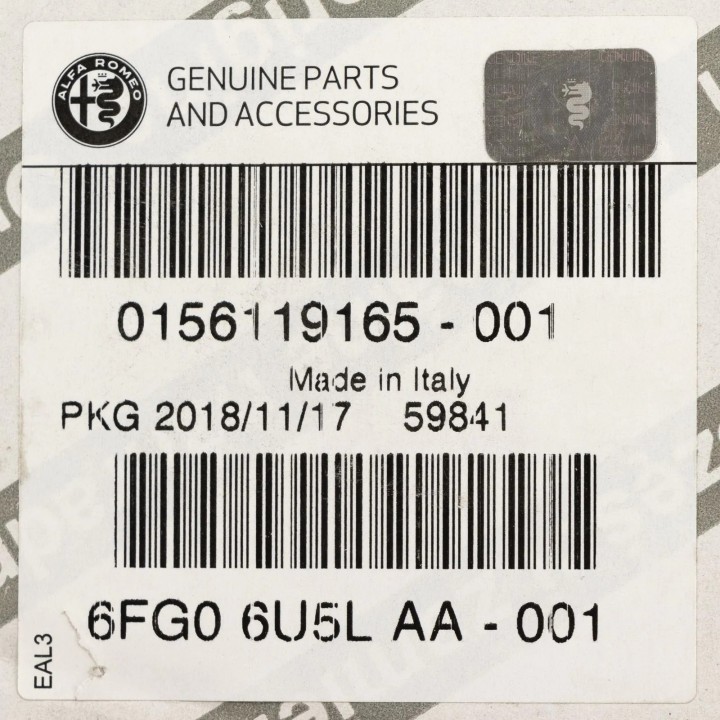 ALFA ROMEO
GENUINE PARTS
AND ACCESSORIES
0156119165 - 001
Made in Italy
PKG 2018/11/17 59841
6FG0 6U5L AA - 001
EAL3